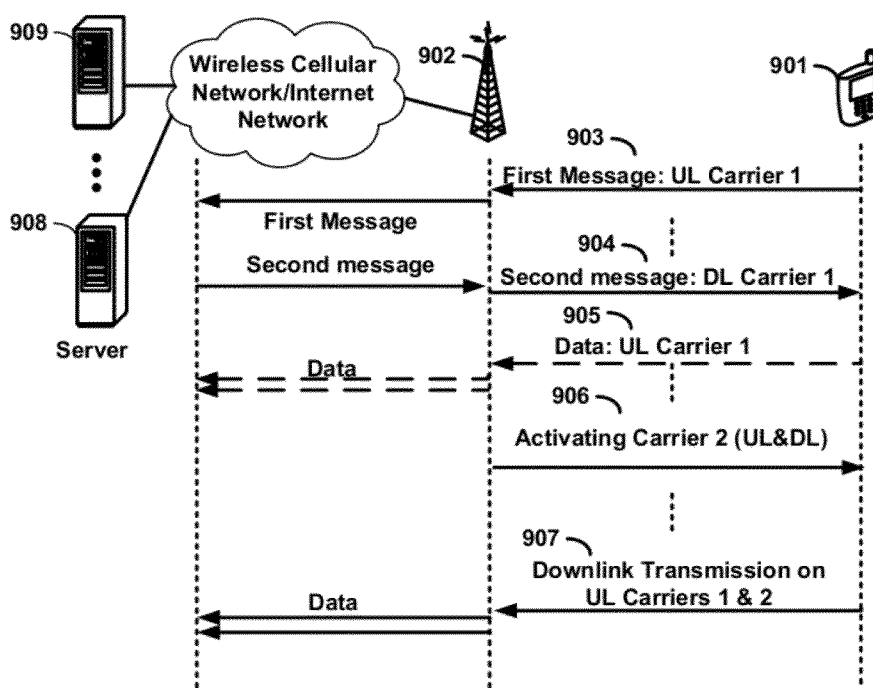 909
Wireless Cellular
Network/Internet
Network
902
901
903
First Message: UL Carrier 1
First Message
908
904
Second message
Second message: DL Carrier 1
905
Server
Data: UL Carrier 1
Data
906
Activating Carrier 2 (UL&DL)
907
Downlink Transmission on
UL Carriers 1 & 2
Data